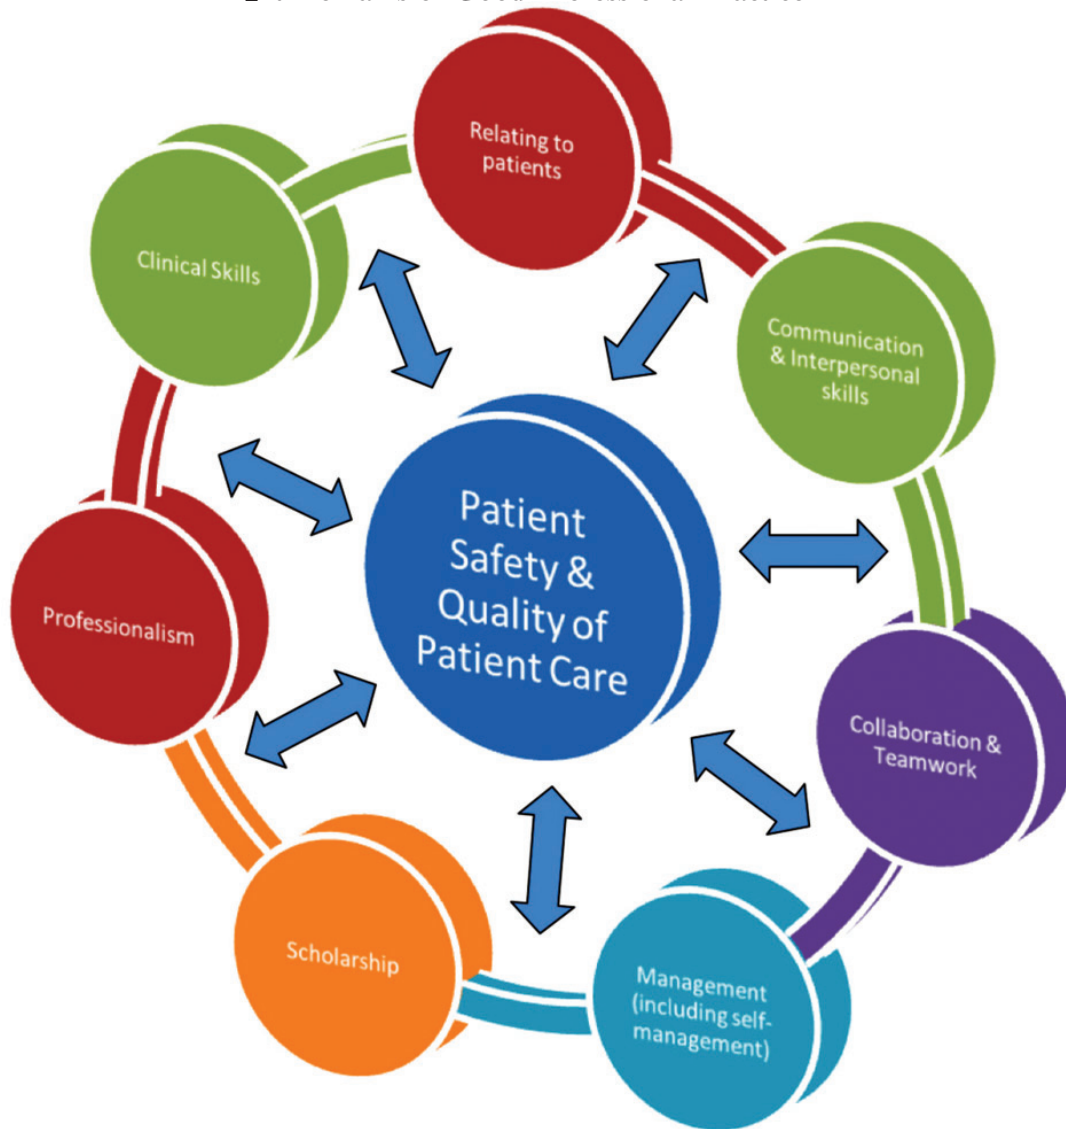 Relating to
patients
Communication
& Interpersonal
skills
Collaboration &
Teamwork
Management
(including self-
management)
Scholarship
Professionalism
Clinical Skills
Patient
Safety &
Quality of
Patient Care